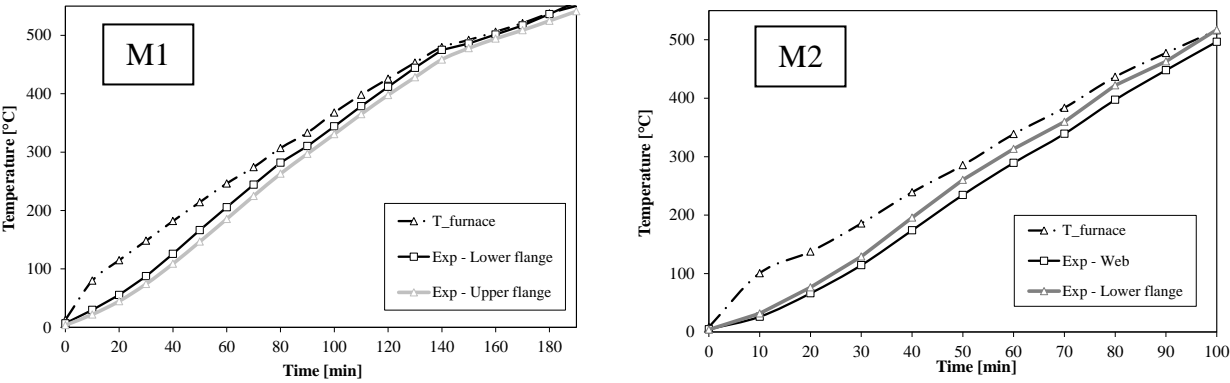 M1
Temperature [°C]
550
500
400
300
200
100
0
0 20 40 60 80 100 120 140 160 180
Time [min]
T_furnace
Exp - Lower flange
Exp - Upper flange
M2
Temperature [°C]
500
400
300
200
100
0
0 10 20 30 40 50 60 70 80 90 100
Time [min]
T_furnace
Exp - Web
Exp - Lower flange